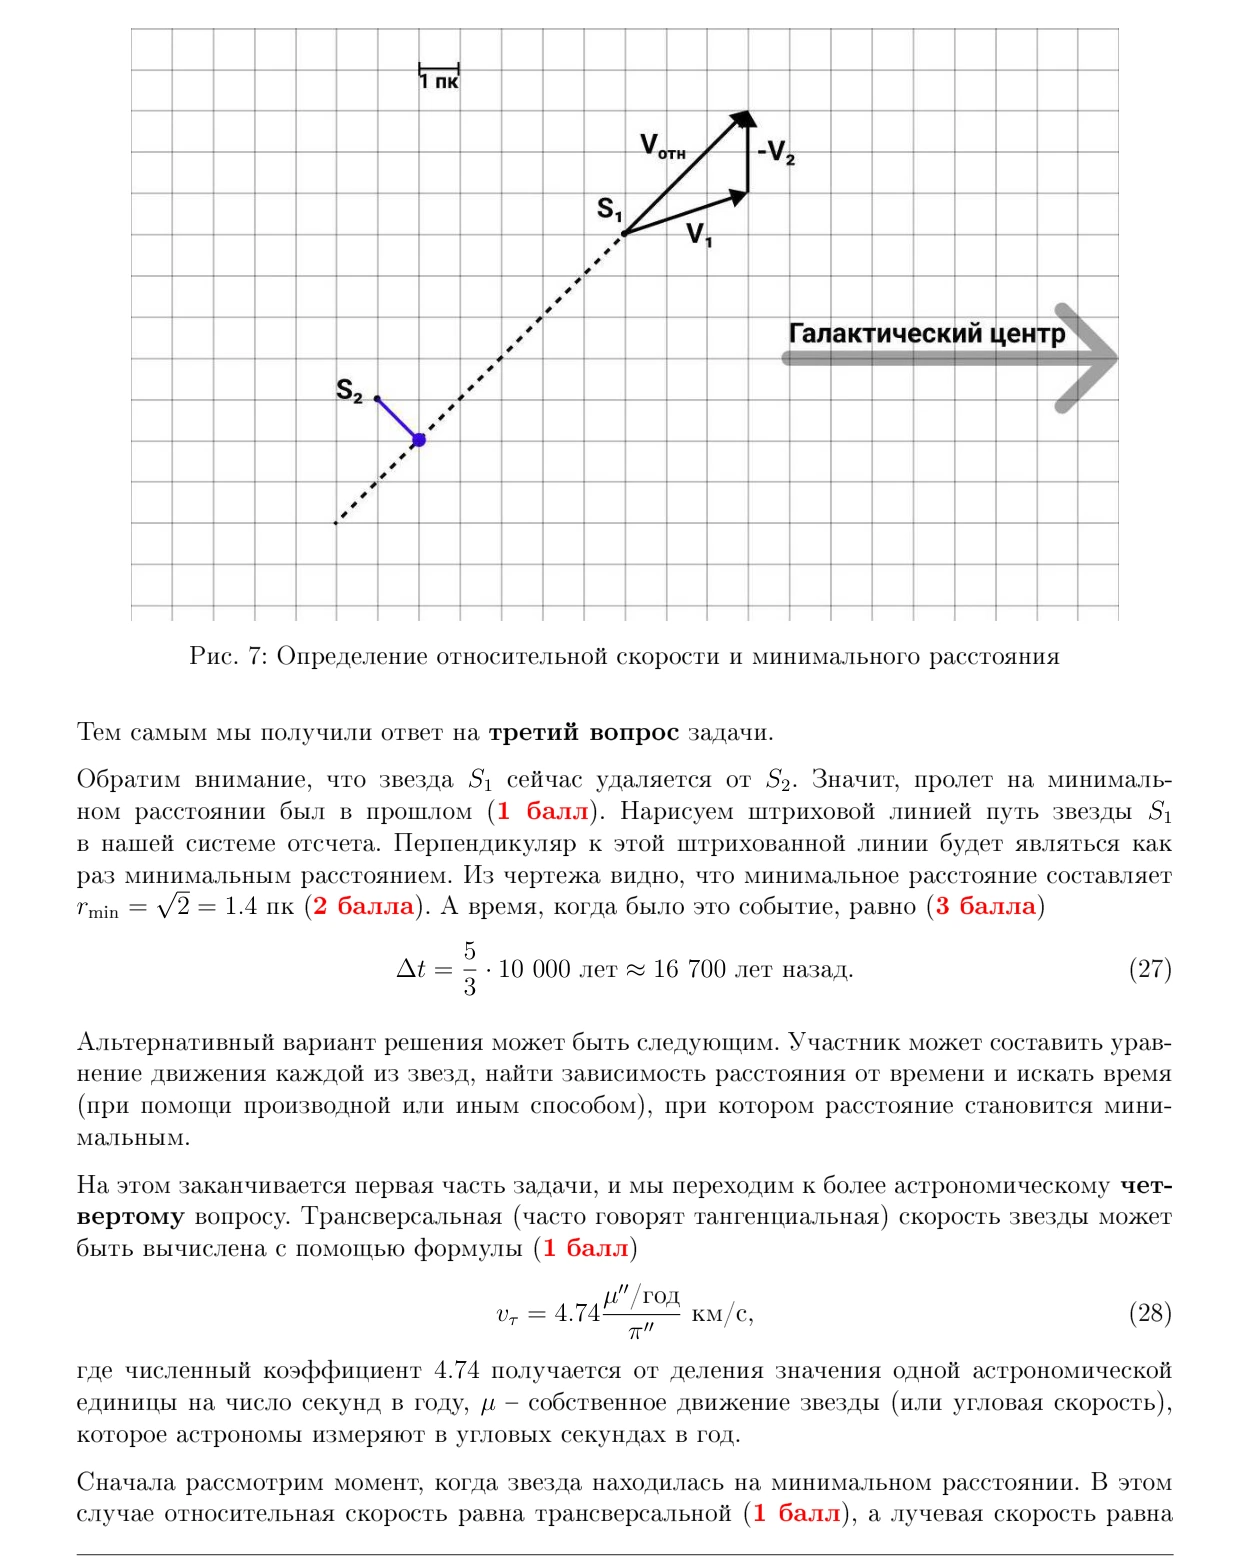 1 пк
Vотн
-V₂
S₁
V₁
Галактический центр
S₂
Рис. 7: Определение относительной скорости и минимального расстояния
Тем самым мы получили ответ на третий вопрос задачи.
Обратим внимание, что звезда S₁ сейчас удаляется от S₂. Значит, пролет на минималь-
ном расстоянии был в прошлом (1 балл). Нарисуем штриховой линией путь звезды S₁
в нашей системе отсчета. Перпендикуляр к этой штрихованной линии будет являться как
раз минимальным расстоянием. Из чертежа видно, что минимальное расстояние составляет
r_min = √2 = 1.4 пк (2 балла). А время, когда было это событие, равно (3 балла)
Δt = 5/3 · 10 000 лет ≈ 16 700 лет назад. (27)
Альтернативный вариант решения может быть следующим. Участник может составить урав-
нение движения каждой из звезд, найти зависимость расстояния от времени и искать время
(при помощи производной или иным способом), при котором расстояние становится мини-
мальным.
На этом заканчивается первая часть задачи, и мы переходим к более астрономическому чет-
вертому вопросу. Трансверсальная (часто говорят тангенциальная) скорость звезды может
быть вычислена с помощью формулы (1 балл)
v_τ = 4.74 μ″/год / π″ км/с, (28)
где численный коэффициент 4.74 получается от деления значения одной астрономической
единицы на число секунд в году, μ – собственное движение звезды (или угловая скорость),
которое астрономы измеряют в угловых секундах в год.
Сначала рассмотрим момент, когда звезда находилась на минимальном расстоянии. В этом
случае относительная скорость равна трансверсальной (1 балл), а лучевая скорость равна